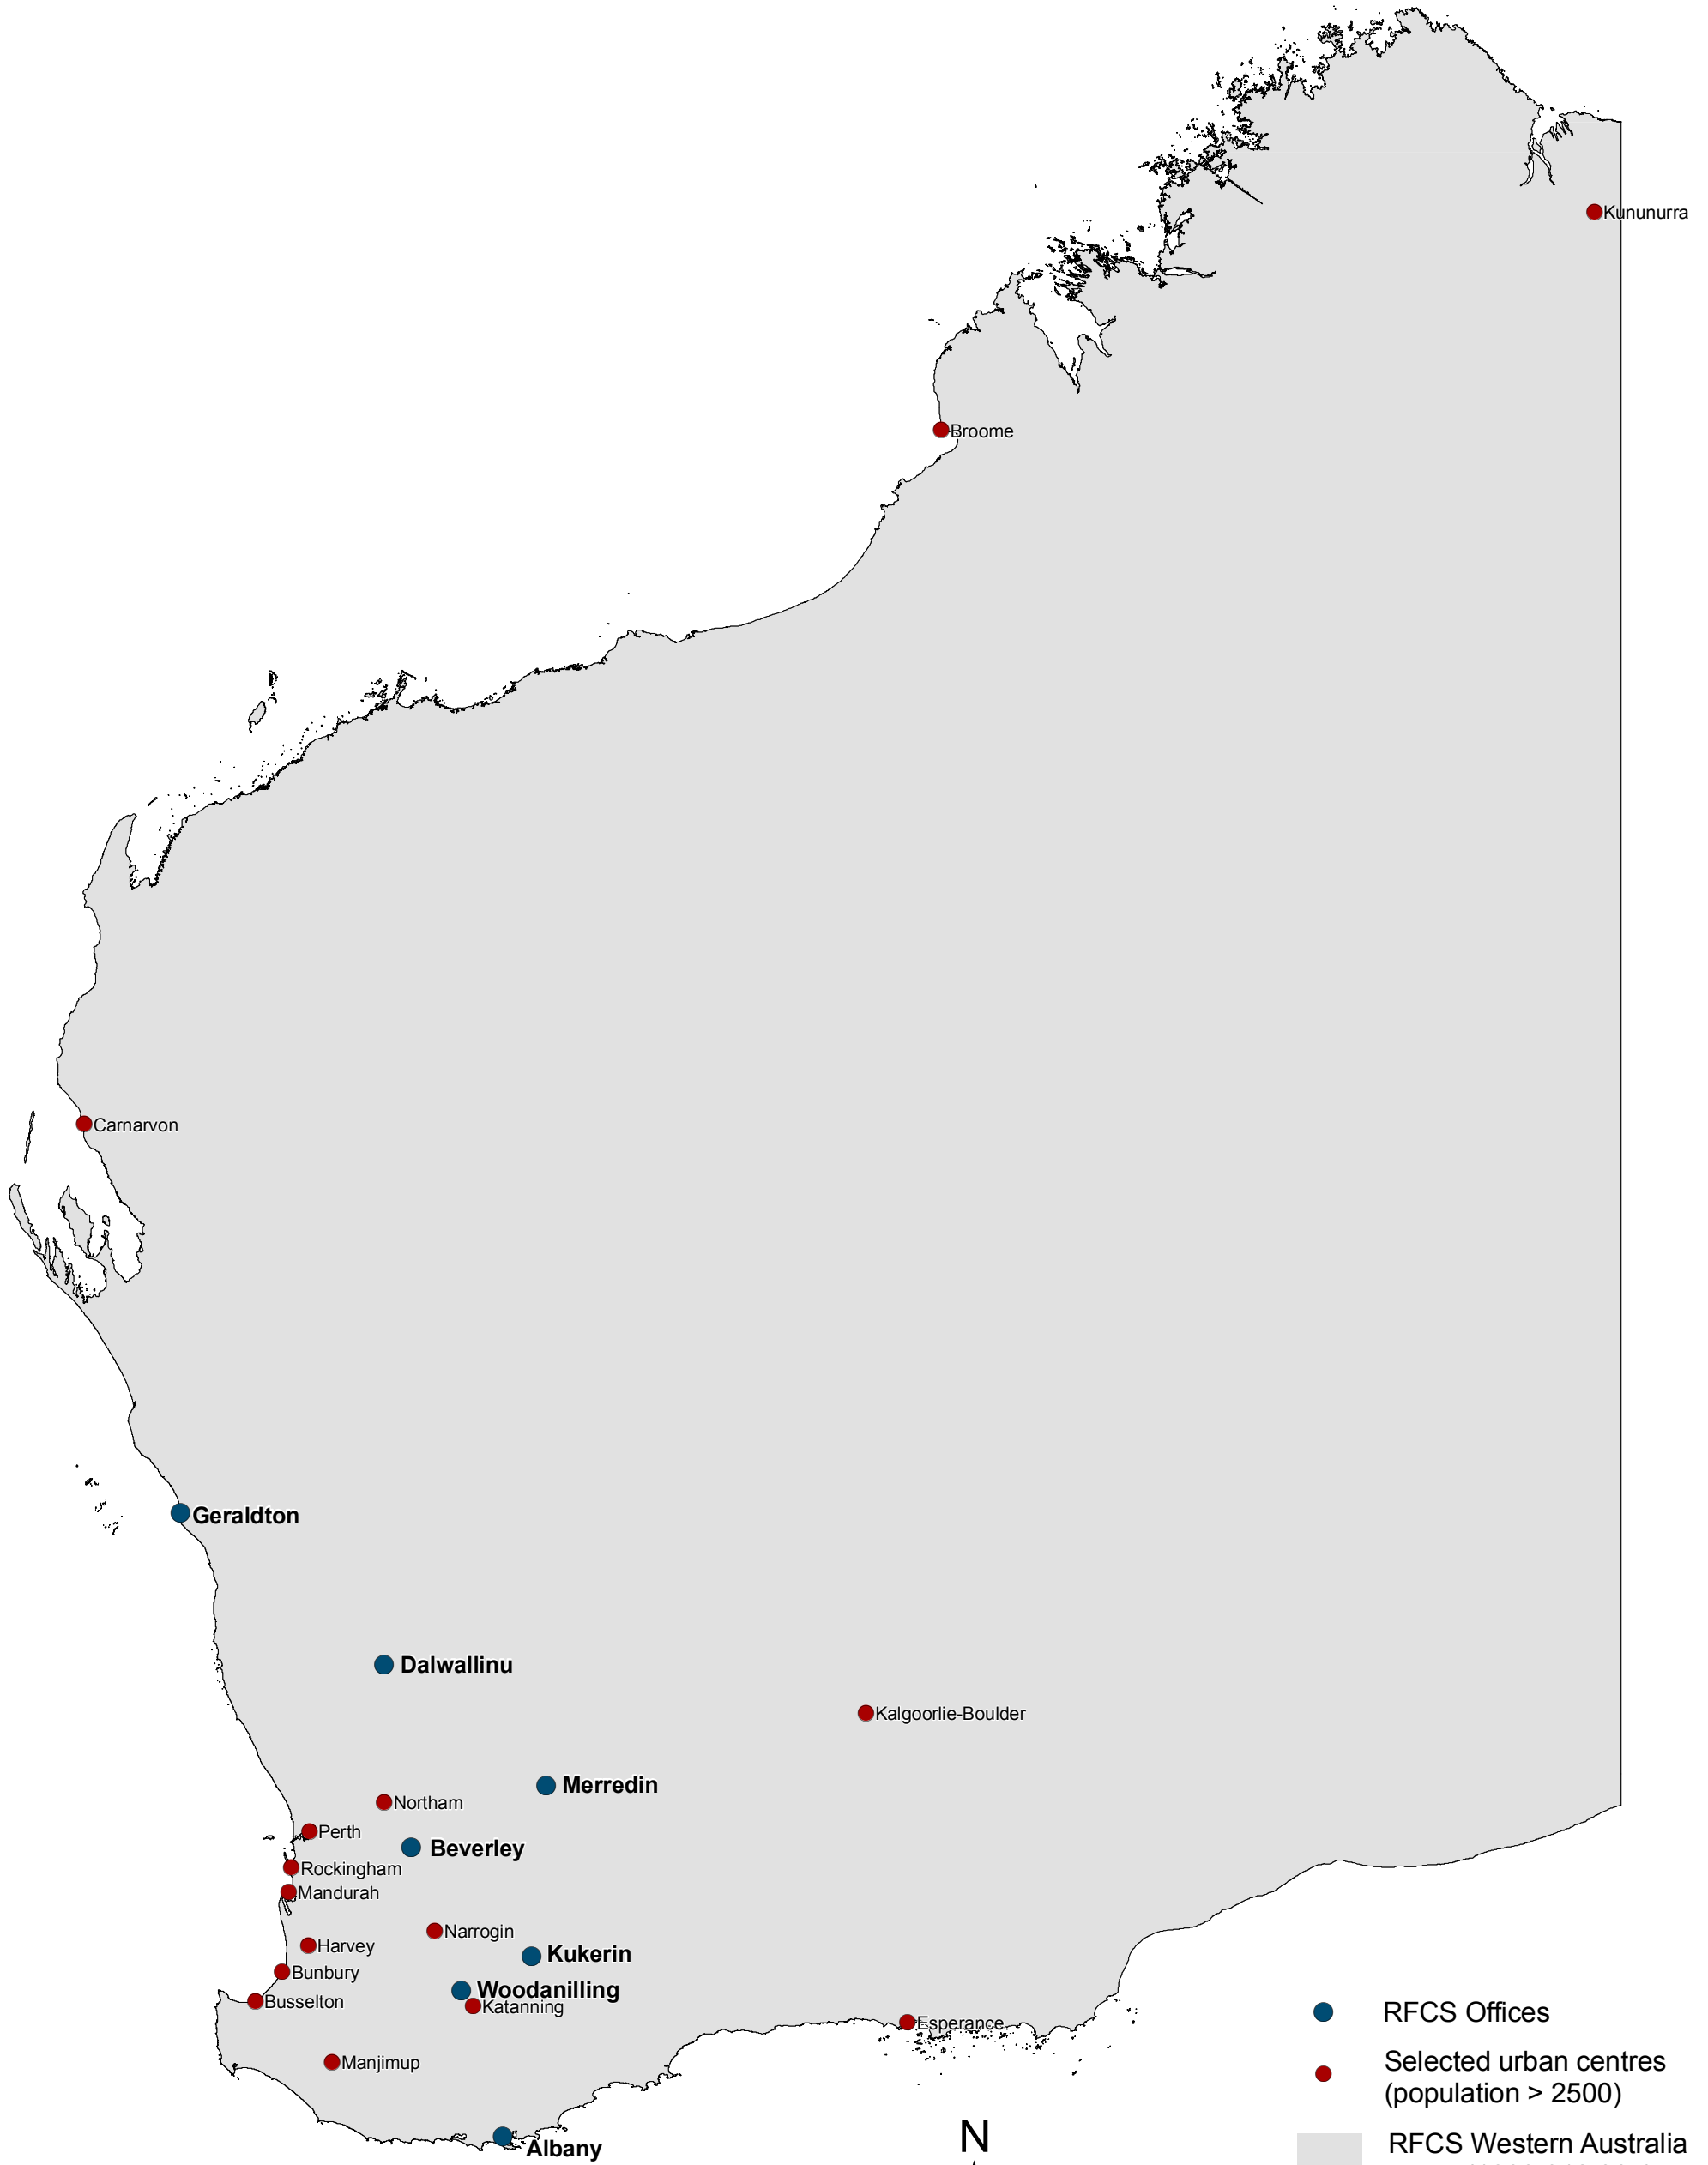 Kununurra
Broome
Carnarvon
Geraldton
Dalwallinu
Kalgoorlie-Boulder
Merredin
Northam
Perth
Beverley
Rockingham
Mandurah
Narrogin
Harvey
Kukerin
Bunbury
Woodanilling
Busselton
Katanning
Esperance
Manjimup
Albany
N
RFCS Offices
Selected urban centres
(population > 2500)
RFCS Western Australia